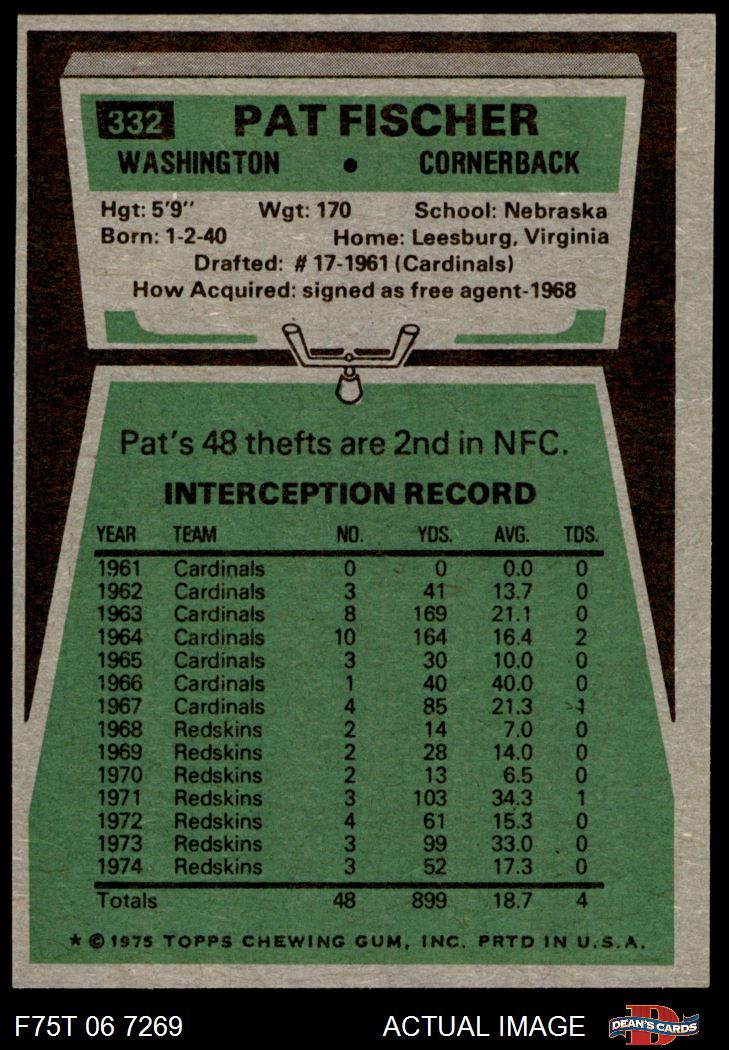 332 PAT FISCHER
WASHINGTON • CORNERBACK
Hgt: 5'9" Wgt: 170 School: Nebraska
Born: 1-2-40 Home: Leesburg, Virginia
Drafted: #17-1961 (Cardinals)
How Acquired: signed as free agent-1968
Pat's 48 thefts are 2nd in NFC.
INTERCEPTION RECORD
YEAR TEAM NO. YDS. AVG. TDS.
1961 Cardinals 0 0 0.0 0
1962 Cardinals 3 41 13.7 0
1963 Cardinals 8 169 21.1 0
1964 Cardinals 10 164 16.4 2
1965 Cardinals 3 30 10.0 0
1966 Cardinals 1 40 40.0 0
1967 Cardinals 4 85 21.3 1
1968 Redskins 2 14 7.0 0
1969 Redskins 2 28 14.0 0
1970 Redskins 2 13 6.5 0
1971 Redskins 3 103 34.3 1
1972 Redskins 4 61 15.3 0
1973 Redskins 3 99 33.0 0
1974 Redskins 3 52 17.3 0
Totals 48 899 18.7 4
* © 1975 TOPPS CHEWING GUM, INC. PRTD IN U.S.A.
F75T 06 7269 ACTUAL IMAGE D DEAN'S CARDS